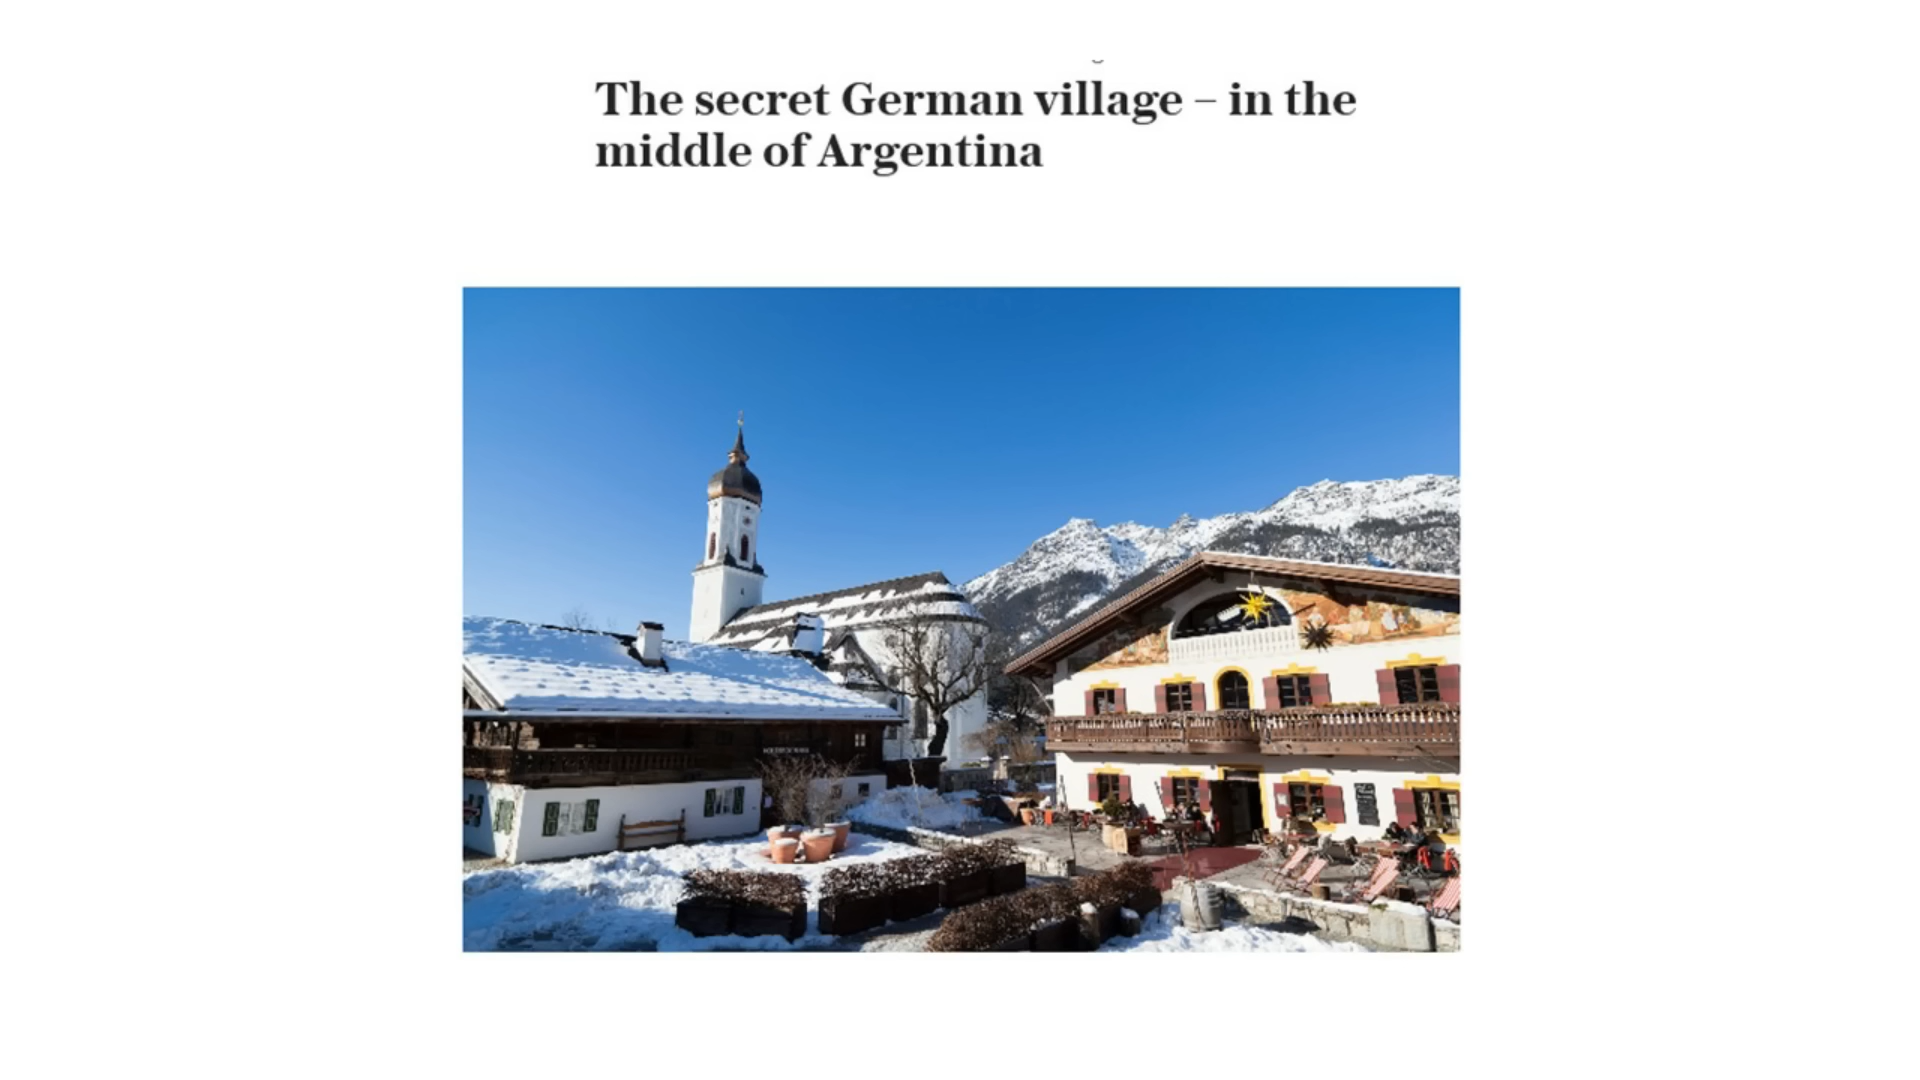 The secret German village – in the
middle of Argentina